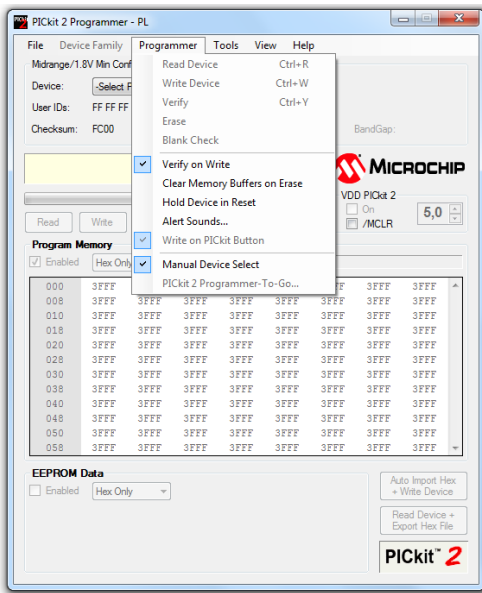 PICkit 2 Programmer - PL
File Device Family Programmer Tools View Help
Midrange/1.8V Min Conf
Device: -Select P
User IDs: FF FF FF
Checksum: FC00
BandGap:
Read Device Ctrl+R
Write Device Ctrl+W
Verify Ctrl+Y
Erase
Blank Check
Verify on Write
Clear Memory Buffers on Erase
Hold Device in Reset
Alert Sounds...
Write on PICkit Button
Manual Device Select
PICkit 2 Programmer-To-Go...
MICROCHIP
VDD PICkit 2
On
/MCLR
5,0
Read Write
Program Memory
Enabled Hex Only
000 3FFF 3FFF 3FFF 3FFF 3FFF 3FFF 3FFF 3FFF
008 3FFF 3FFF 3FFF 3FFF 3FFF 3FFF 3FFF 3FFF
010 3FFF 3FFF 3FFF 3FFF 3FFF 3FFF 3FFF 3FFF
018 3FFF 3FFF 3FFF 3FFF 3FFF 3FFF 3FFF 3FFF
020 3FFF 3FFF 3FFF 3FFF 3FFF 3FFF 3FFF 3FFF
028 3FFF 3FFF 3FFF 3FFF 3FFF 3FFF 3FFF 3FFF
030 3FFF 3FFF 3FFF 3FFF 3FFF 3FFF 3FFF 3FFF
038 3FFF 3FFF 3FFF 3FFF 3FFF 3FFF 3FFF 3FFF
040 3FFF 3FFF 3FFF 3FFF 3FFF 3FFF 3FFF 3FFF
048 3FFF 3FFF 3FFF 3FFF 3FFF 3FFF 3FFF 3FFF
050 3FFF 3FFF 3FFF 3FFF 3FFF 3FFF 3FFF 3FFF
058 3FFF 3FFF 3FFF 3FFF 3FFF 3FFF 3FFF 3FFF
EEPROM Data
Enabled Hex Only
Auto Import Hex
+ Write Device
Read Device +
Export Hex File
PICkit™ 2